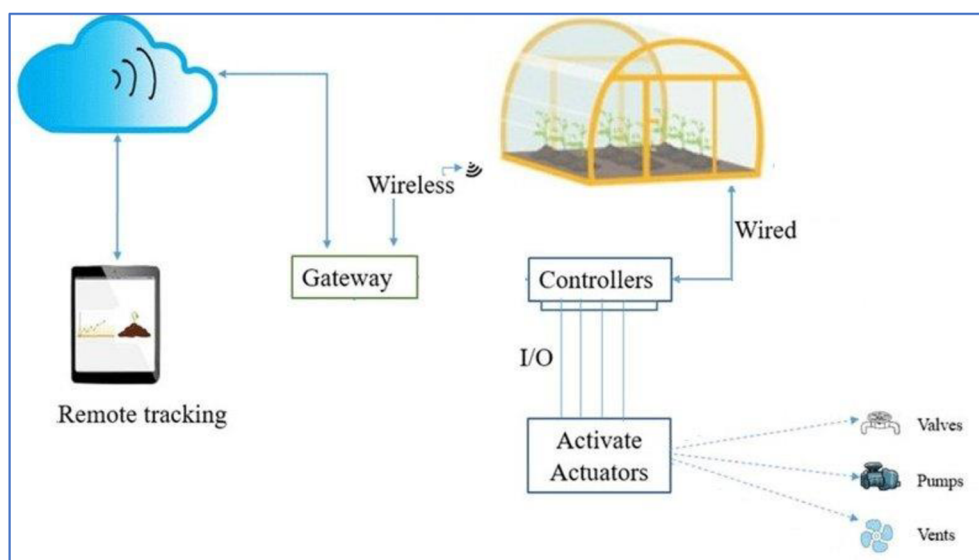 Wireless
Wired
Gateway
Controllers
I/O
Remote tracking
Activate
Actuators
Valves
Pumps
Vents